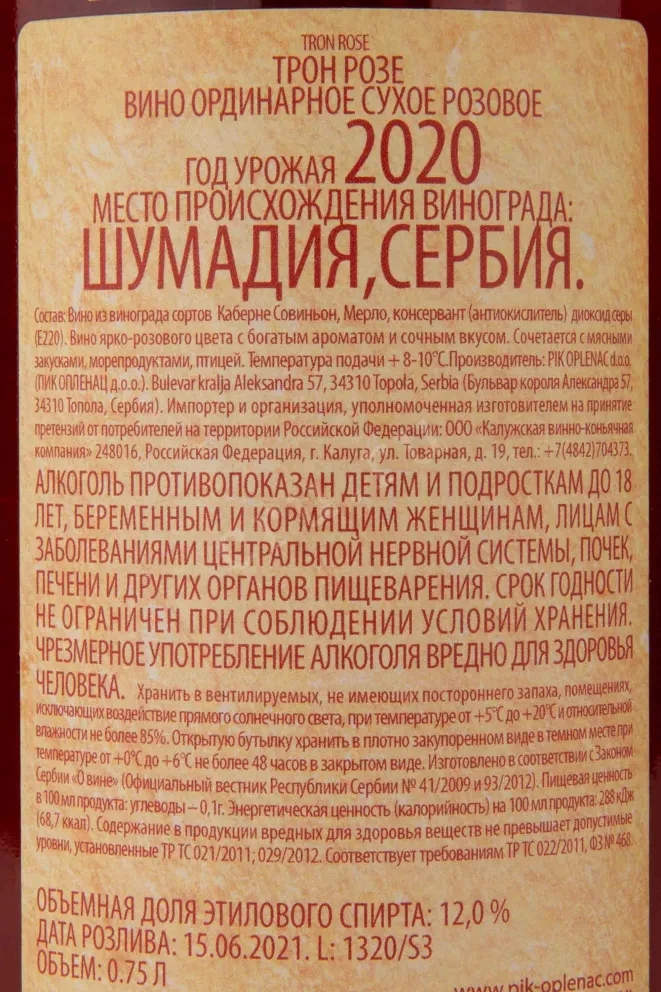 TRON ROSE
ТРОН РОЗЕ
ВИНО ОРДИНАРНОЕ СУХОЕ РОЗОВОЕ
ГОД УРОЖАЯ 2020
МЕСТО ПРОИСХОЖДЕНИЯ ВИНОГРАДА:
ШУМАДИЯ,СЕРБИЯ.
Состав: Вино из винограда сортов Каберне Совиньон, Мерло, консервант (антиокислитель) диоксид серы
(Е220). Вино ярко-розового цвета с богатым ароматом и сочным вкусом. Сочетается с мясными
закусками, морепродуктами, птицей. Температура подачи + 8-10°С.Производитель: PIK OPLENAC d.o.o.
(ПИК ОПЛЕНАЦ д.о.о.). Bulevar kralja Aleksandra 57, 34310 Topola, Serbia (Бульвар короля Александра 57,
34310 Топола, Сербия). Импортер и организация, уполномоченная изготовителем на принятие
претензий от потребителей на территории Российской Федерации: ООО «Калужская винно-коньячная
компания» 248016, Российская Федерация, г. Калуга, ул. Товарная, д. 19, тел.: +7(4842)704373.
АЛКОГОЛЬ ПРОТИВОПОКАЗАН ДЕТЯМ И ПОДРОСТКАМ ДО 18
ЛЕТ, БЕРЕМЕННЫМ И КОРМЯЩИМ ЖЕНЩИНАМ, ЛИЦАМ С
ЗАБОЛЕВАНИЯМИ ЦЕНТРАЛЬНОЙ НЕРВНОЙ СИСТЕМЫ, ПОЧЕК,
ПЕЧЕНИ И ДРУГИХ ОРГАНОВ ПИЩЕВАРЕНИЯ. СРОК ГОДНОСТИ
НЕ ОГРАНИЧЕН ПРИ СОБЛЮДЕНИИ УСЛОВИЙ ХРАНЕНИЯ.
ЧРЕЗМЕРНОЕ УПОТРЕБЛЕНИЕ АЛКОГОЛЯ ВРЕДНО ДЛЯ ЗДОРОВЬЯ
ЧЕЛОВЕКА. Хранить в вентилируемых, не имеющих постороннего запаха, помещениях,
исключающих воздействие прямого солнечного света, при температуре от +5°С до +20°С и относительной
влажности не более 85%. Открытую бутылку хранить в плотно закупоренном виде в темном месте при
температуре от +0°С до +6°С не более 48 часов в закрытом виде. Изготовлено в соответствии с Законом
Сербии «О вине» (Официальный вестник Республики Сербии № 41/2009 и 93/2012). Пищевая ценность
в 100 мл продукта: углеводы – 0,1г. Энергетическая ценность (калорийность) на 100 мл продукта: 288 кДж
(68,7 ккал). Содержание в продукции вредных для здоровья веществ не превышает допустимые
уровни, установленные ТР ТС 021/2011; 029/2012. Соответствует требованиям ТР ТС 022/2011, ФЗ № 468.
ОБЪЕМНАЯ ДОЛЯ ЭТИЛОВОГО СПИРТА: 12,0 %
ДАТА РОЗЛИВА: 15.06.2021. L: 1320/S3
ОБЪЕМ: 0.75 Л
www.pik-oplenac.com